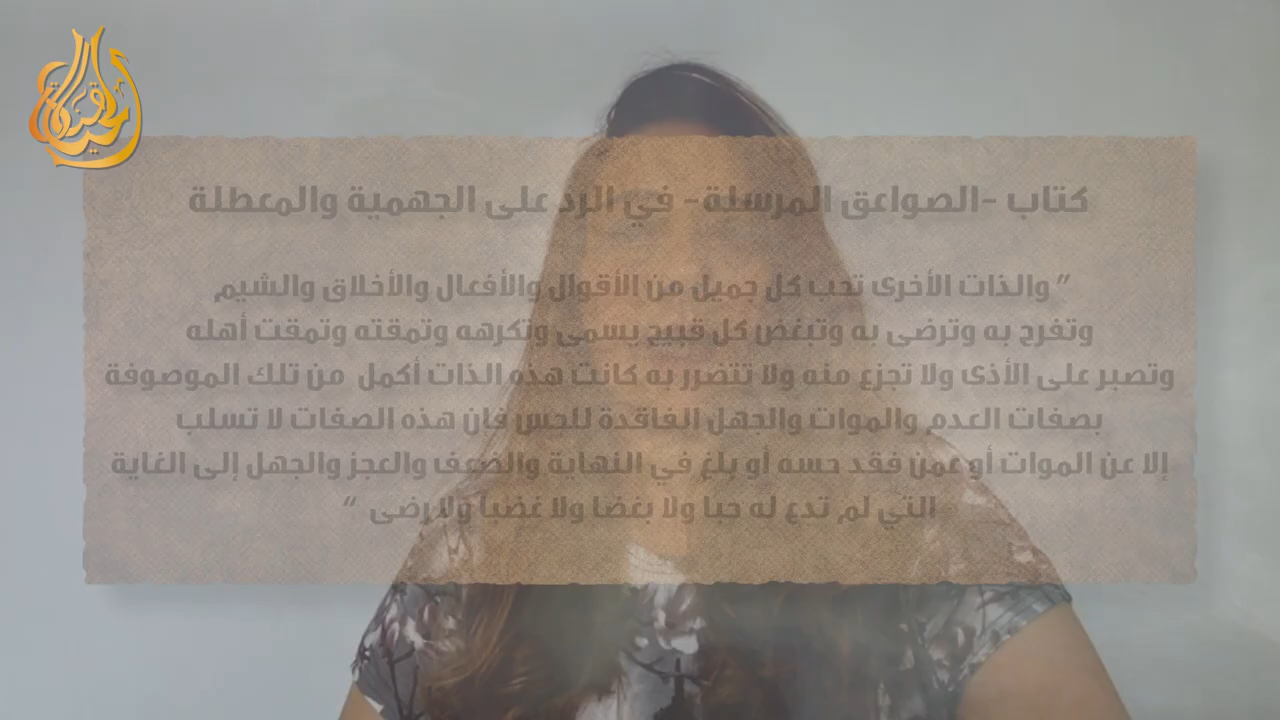 كتاب -الصواعق المرسلة- في الرد على الجهمية والمعطلة
" والذات الأخرى تحب كل جميل من الأقوال والأفعال والأخلاق والشيم
وتفرح به وترضى به وتبغض كل قبيح يسمى وتكرهه وتمقته وتمقت أهله
وتصبر على الأذى ولا تجزع منه ولا تتضرر به كانت هذه الذات أكمل من تلك الموصوفة
بصفات العدم والموات والجهل الفاقدة للحس فإن هذه الصفات لا تسلب
إلا عن الموات أو عمن فقد حسه أو بلغ في النهاية والضعف والعجز والجهل إلى الغاية
التي لم تدع له حبا ولا بغضا ولا غضبا ولا رضى "